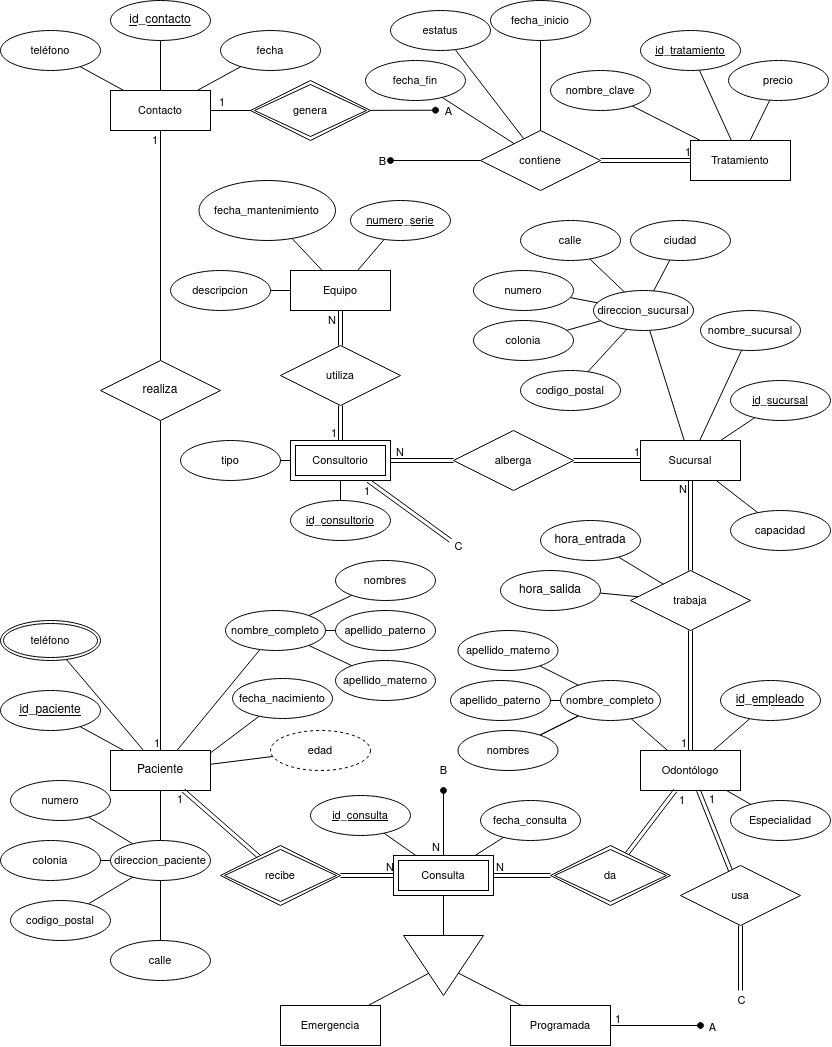 id_contacto
teléfono
fecha
Contacto
1
genera
A
1
estatus
fecha_inicio
fecha_fin
id_tratamiento
nombre_clave
precio
B
contiene
1
Tratamiento
fecha_mantenimiento
numero_serie
descripcion
Equipo
N
utiliza
1
realiza
calle
ciudad
numero
direccion_sucursal
colonia
nombre_sucursal
codigo_postal
id_sucursal
tipo
Consultorio
N
alberga
1
Sucursal
1
N
id_consultorio
C
capacidad
hora_entrada
hora_salida
trabaja
nombres
teléfono
nombre_completo
apellido_paterno
apellido_materno
id_paciente
fecha_nacimiento
1
edad
Paciente
apellido_materno
apellido_paterno
nombre_completo
id_empleado
nombres
1
Odontólogo
1
B
1
1
numero
id_consulta
fecha_consulta
Especialidad
N
colonia
direccion_paciente
recibe
N
Consulta
N
da
usa
codigo_postal
calle
C
Emergencia
Programada
1
A